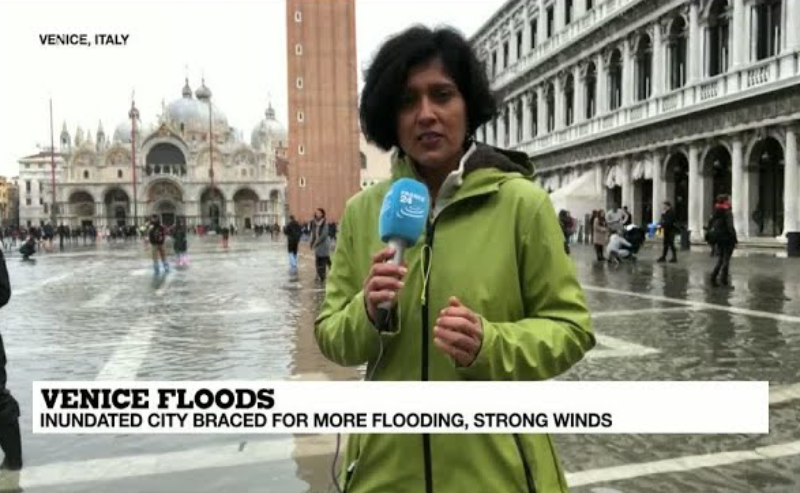 VENICE, ITALY
FRANCE
24
VENICE FLOODS
INUNDATED CITY BRACED FOR MORE FLOODING, STRONG WINDS